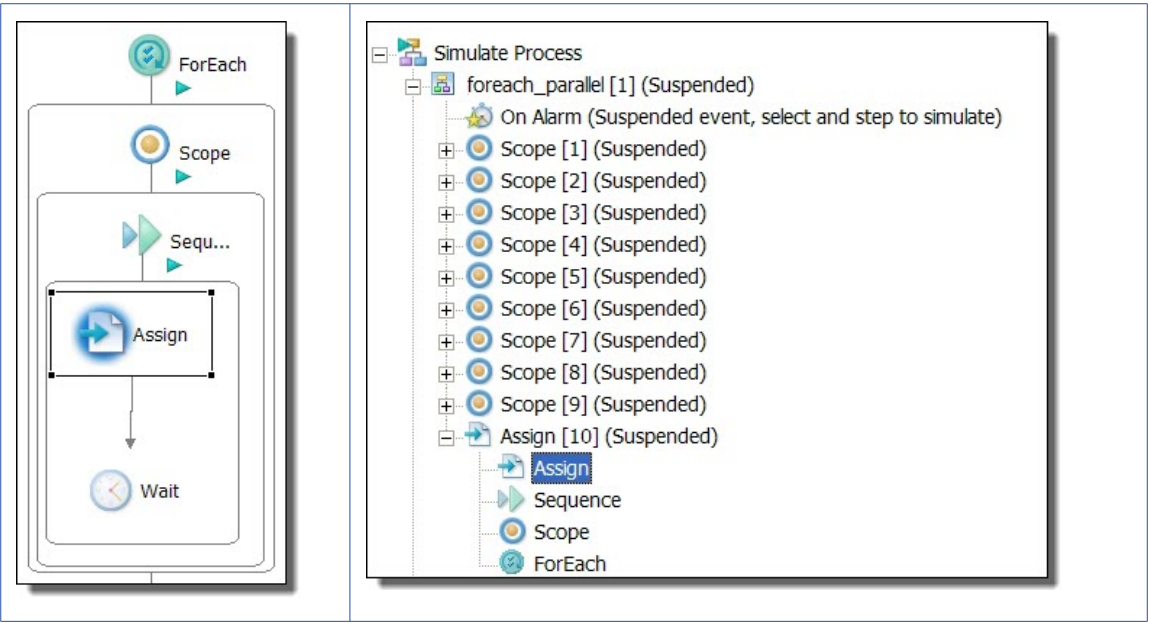 ForEach
Scope
Sequ...
Assign
Wait
Simulate Process
foreach_parallel [1] (Suspended)
On Alarm (Suspended event, select and step to simulate)
Scope [1] (Suspended)
Scope [2] (Suspended)
Scope [3] (Suspended)
Scope [4] (Suspended)
Scope [5] (Suspended)
Scope [6] (Suspended)
Scope [7] (Suspended)
Scope [8] (Suspended)
Scope [9] (Suspended)
Assign [10] (Suspended)
Assign
Sequence
Scope
ForEach